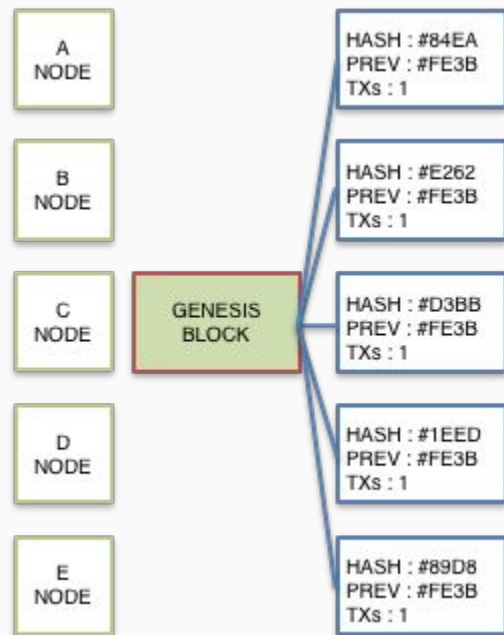 A
NODE
HASH : #84EA
PREV : #FE3B
TXs : 1
B
NODE
HASH : #E262
PREV : #FE3B
TXs : 1
C
NODE
GENESIS
BLOCK
HASH : #D3BB
PREV : #FE3B
TXs : 1
D
NODE
HASH : #1EED
PREV : #FE3B
TXs : 1
E
NODE
HASH : #89D8
PREV : #FE3B
TXs : 1